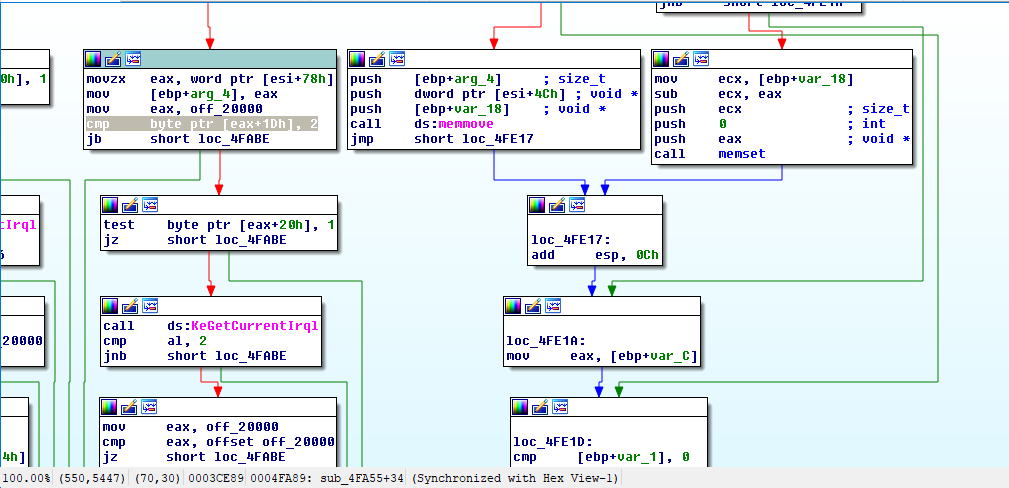 jnb     short loc_4FE1A
0h], 1
movzx   eax, word ptr [esi+78h]
mov     [ebp+arg_4], eax
mov     eax, off_20000
cmp     byte ptr [eax+1Dh], 2
jb      short loc_4FABE
push    [ebp+arg_4]     ; size_t
push    dword ptr [esi+4Ch] ; void *
push    [ebp+var_18]    ; void *
call    ds:memmove
jmp     short loc_4FE17
mov     ecx, [ebp+var_18]
sub     ecx, eax
push    ecx             ; size_t
push    0               ; int
push    eax             ; void *
call    memset
tIrql
test    byte ptr [eax+20h], 1
jz      short loc_4FABE
loc_4FE17:
add     esp, 0Ch
20000
call    ds:KeGetCurrentIrql
cmp     al, 2
jnb     short loc_4FABE
loc_4FE1A:
mov     eax, [ebp+var_C]
4h]
mov     eax, off_20000
cmp     eax, offset off_20000
jz      short loc_4FABE
loc_4FE1D:
cmp     [ebp+var_1], 0
100.00% (550,5447) (70,30) 0003CE89 0004FA89: sub_4FA55+34 (Synchronized with Hex View-1)